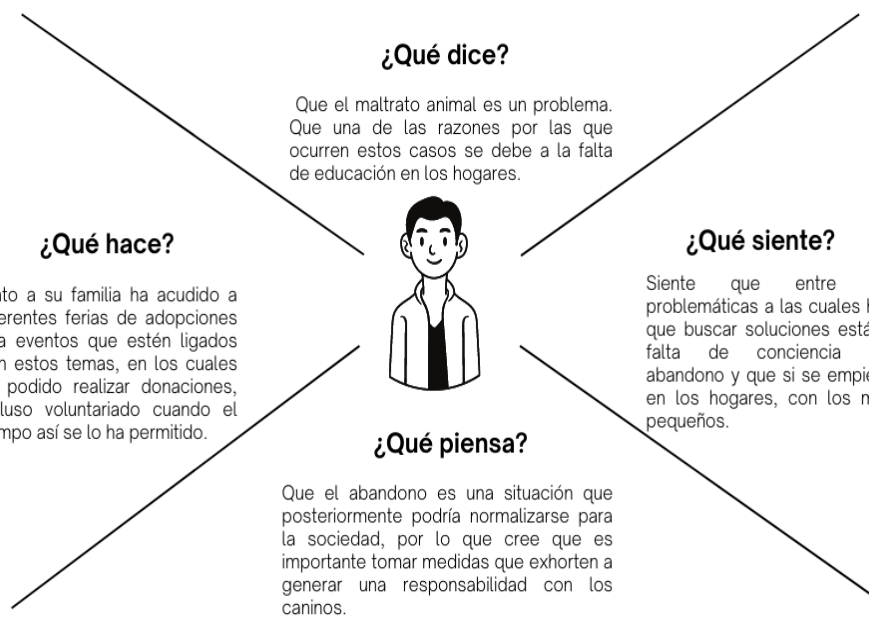 ¿Qué dice?
Que el maltrato animal es un problema.
Que una de las razones por las que
ocurren estos casos se debe a la falta
de educación en los hogares.
¿Qué hace?
a su familia ha acudido a
ferias de adopciones
a eventos que estén ligados
estos temas, en los cuales
podido realizar donaciones,
voluntariado cuando el
así se lo ha permitido.
¿Qué siente?
Siente que entre
problemáticas a las cuales
que buscar soluciones
falta de conciencia
abandono y que si se
en los hogares, con los
pequeños.
¿Qué piensa?
Que el abandono es una situación que
posteriormente podría normalizarse para
la sociedad, por lo que cree que es
importante tomar medidas que exhorten a
generar una responsabilidad con los
caninos.